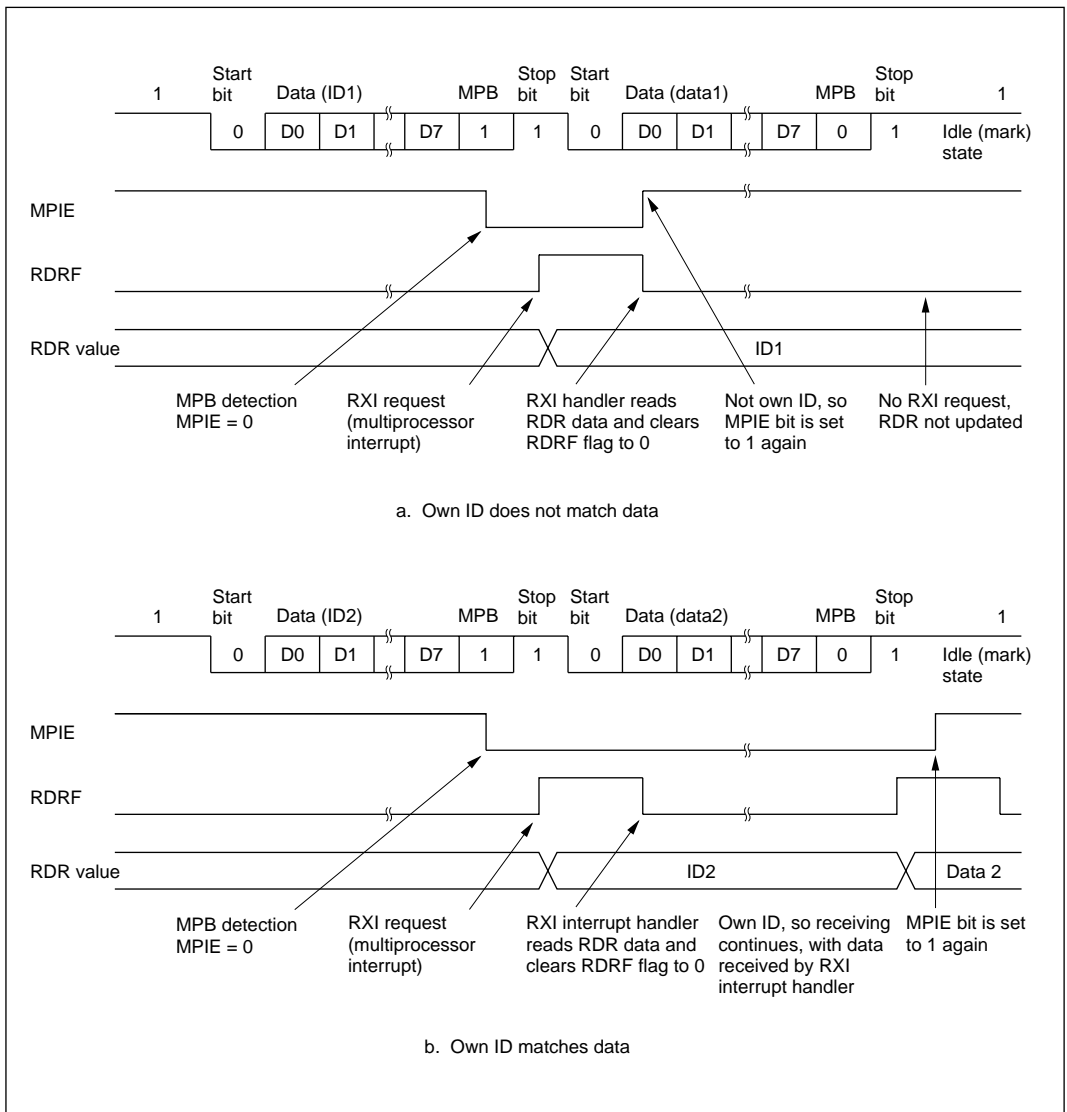 Start bit Data (ID1) MPB Stop bit Start bit Data (data1) MPB Stop bit
1 1
0 D0 D1 D7 1 1 0 D0 D1 D7 0 1 Idle (mark) state
MPIE
RDRF
RDR value ID1
MPB detection
MPIE = 0
RXI request
(multiprocessor
interrupt)
RXI handler reads
RDR data and clears
RDRF flag to 0
Not own ID, so
MPIE bit is set
to 1 again
No RXI request,
RDR not updated
a. Own ID does not match data
Start bit Data (ID2) MPB Stop bit Start bit Data (data2) MPB Stop bit
1 1
0 D0 D1 D7 1 1 0 D0 D1 D7 0 1 Idle (mark) state
MPIE
RDRF
RDR value ID2 Data 2
MPB detection
MPIE = 0
RXI request
(multiprocessor
interrupt)
RXI interrupt handler
reads RDR data and
clears RDRF flag to 0
Own ID, so receiving
continues, with data
received by RXI
interrupt handler
MPIE bit is set
to 1 again
b. Own ID matches data